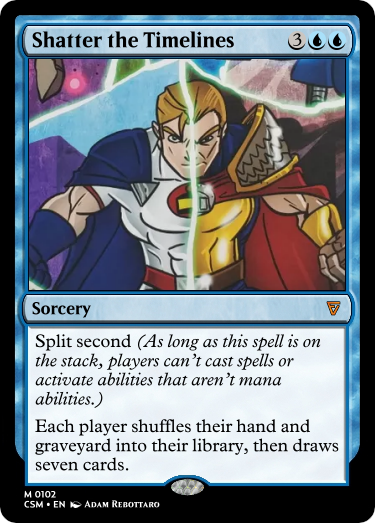 Shatter the Timelines 3
Sorcery
Split second (As long as this spell is on
the stack, players can't cast spells or
activate abilities that aren't mana
abilities.)
Each player shuffles their hand and
graveyard into their library, then draws
seven cards.
M 0102
CSM • EN Adam Rebottaro